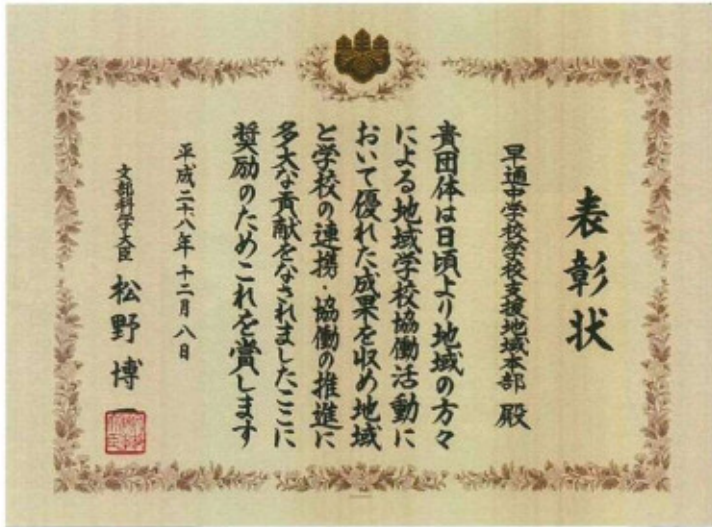 表彰状
早通中学校学校支援地域本部 殿
貴団体は日頃より地域の方々
による地域学校協働活動に
おいて優れた成果を収め地域
と学校の連携・協働の推進に
多大な貢献をなされましたここに
奨励のためこれを賞します
平成二十八年十二月八日
文部科学大臣 松野博一